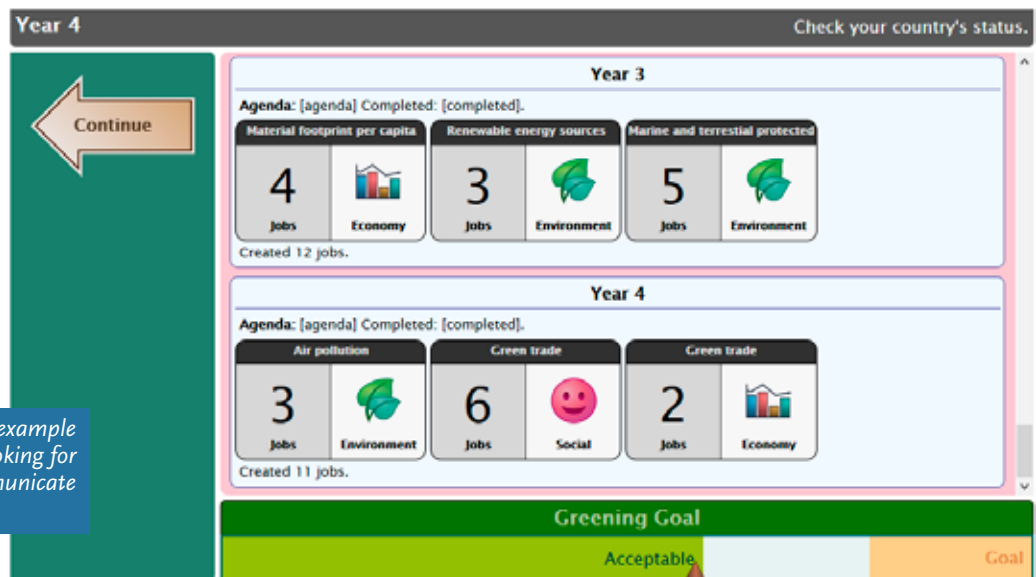 Year 4
Check your country's status.
Continue
Year 3
Agenda: [agenda] Completed: [completed].
Material footprint per capita
4
Jobs
Economy
Renewable energy sources
3
Jobs
Environment
Marine and terrestial protected
5
Jobs
Environment
Created 12 jobs.
Year 4
Agenda: [agenda] Completed: [completed].
Air pollution
3
Jobs
Environment
Green trade
6
Jobs
Social
Green trade
2
Jobs
Economy
Created 11 jobs.
example
king for
municate
Greening Goal
Acceptable
Goal